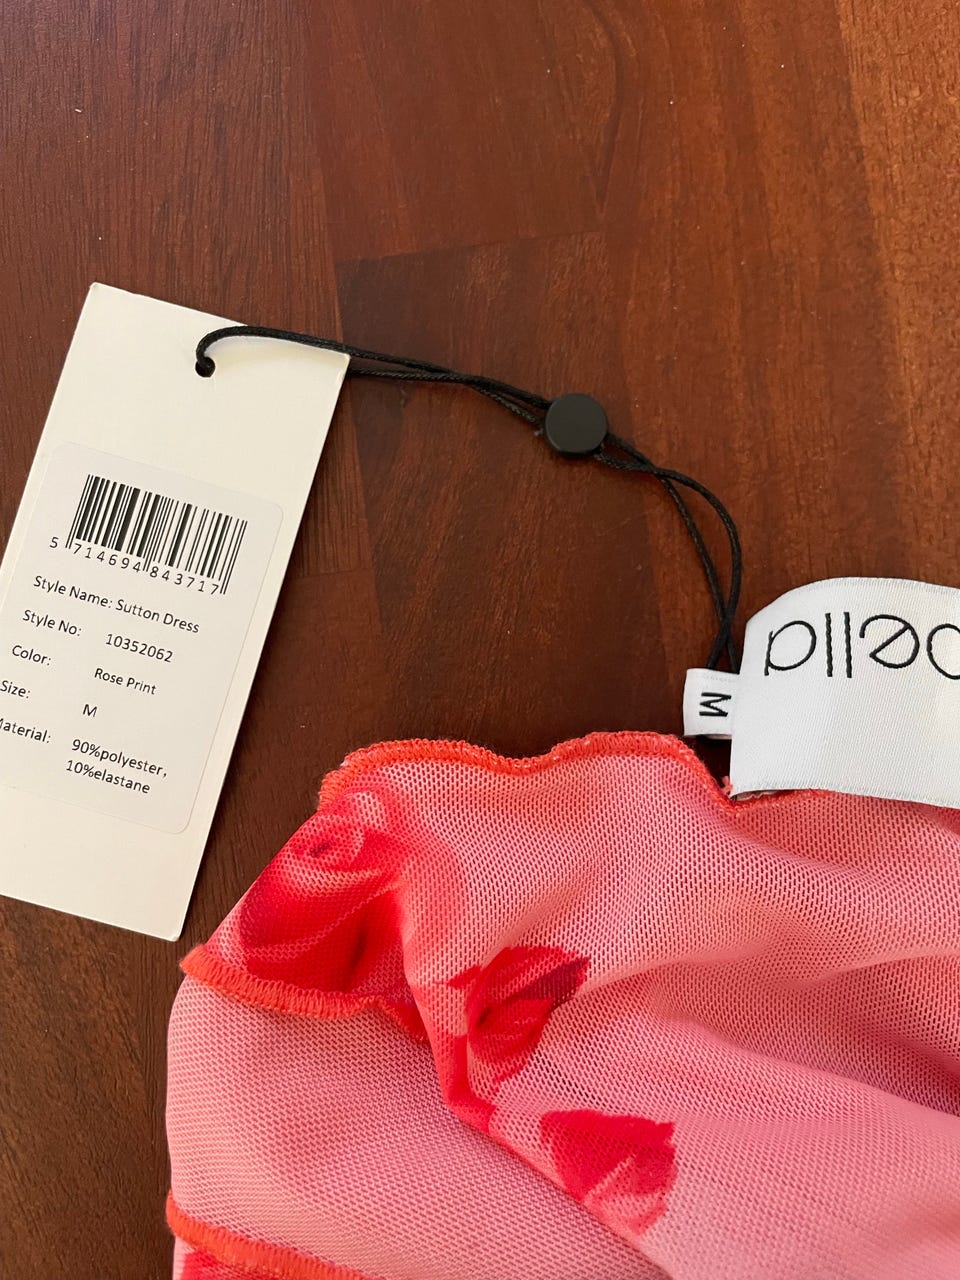 5 714694 843717
Style Name: Sutton Dress
Style No: 10352062
Color: Rose Print
Size: M
Material: 90%polyester,
10%elastane
M